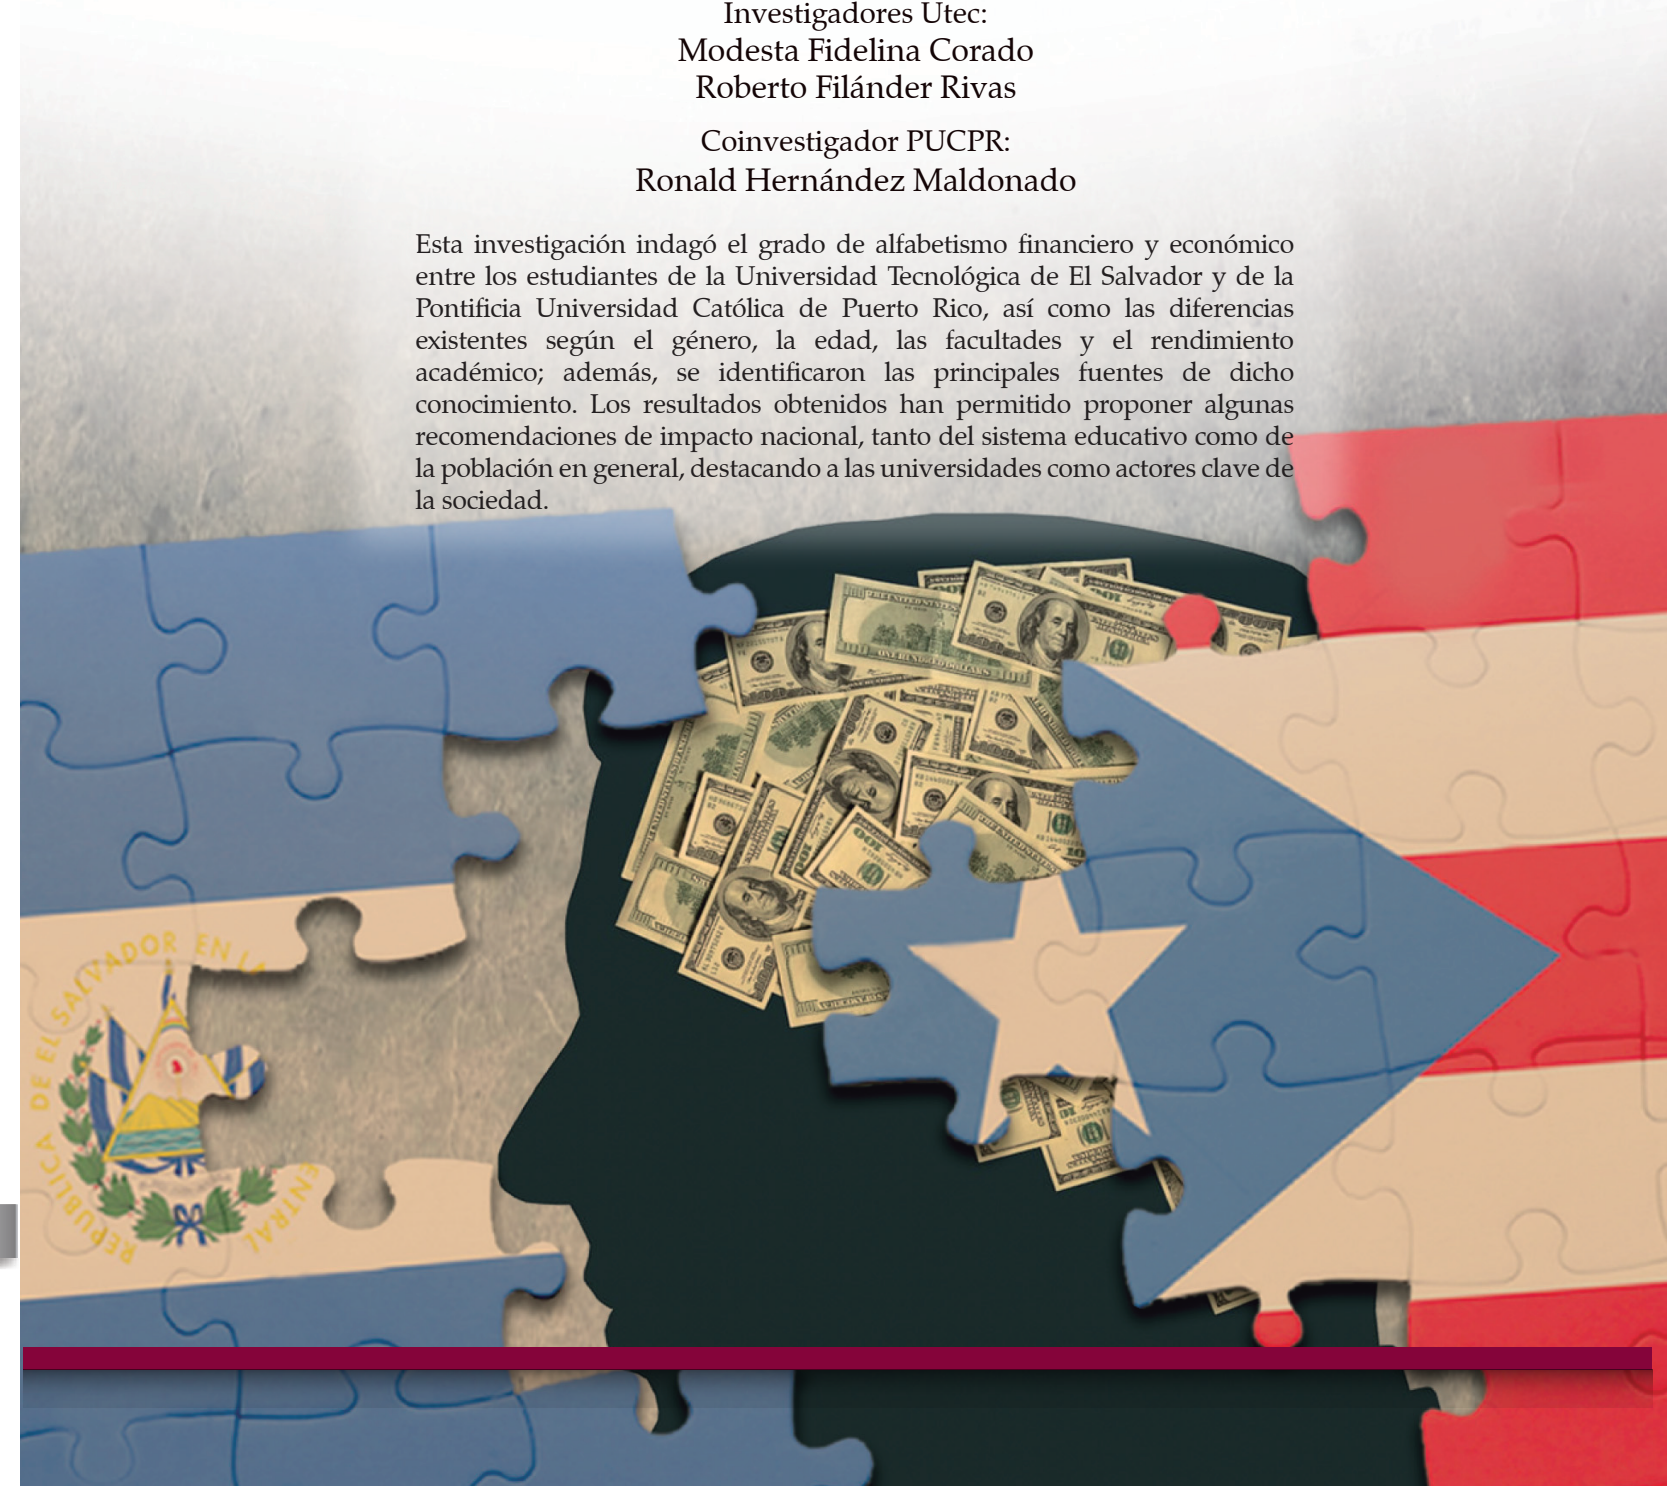 Investigadores Utec:
Modesta Fidelina Corado
Roberto Filánder Rivas
Coinvestigador PUCPR:
Ronald Hernández Maldonado
Esta investigación indagó el grado de alfabetismo financiero y económico
entre los estudiantes de la Universidad Tecnológica de El Salvador y de la
Pontificia Universidad Católica de Puerto Rico, así como las diferencias
existentes según el género, la edad, las facultades y el rendimiento
académico; además, se identificaron las principales fuentes de dicho
conocimiento. Los resultados obtenidos han permitido proponer algunas
recomendaciones de impacto nacional, tanto del sistema educativo como de
la población en general, destacando a las universidades como actores clave de
la sociedad.
REPUBLICA DE EL SALVADOR EN LA
ENTRAL
ONE HUNDRED DOLLARS